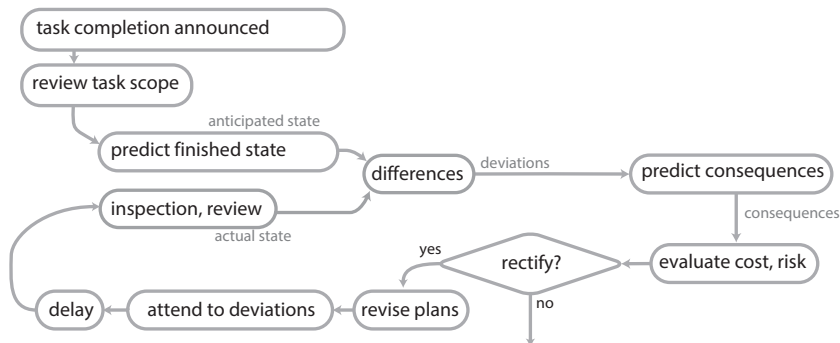 task completion announced
review task scope
anticipated state
predict finished state
differences
deviations
predict consequences
inspection, review
actual state
consequences
yes
rectify?
evaluate cost, risk
no
delay
attend to deviations
revise plans